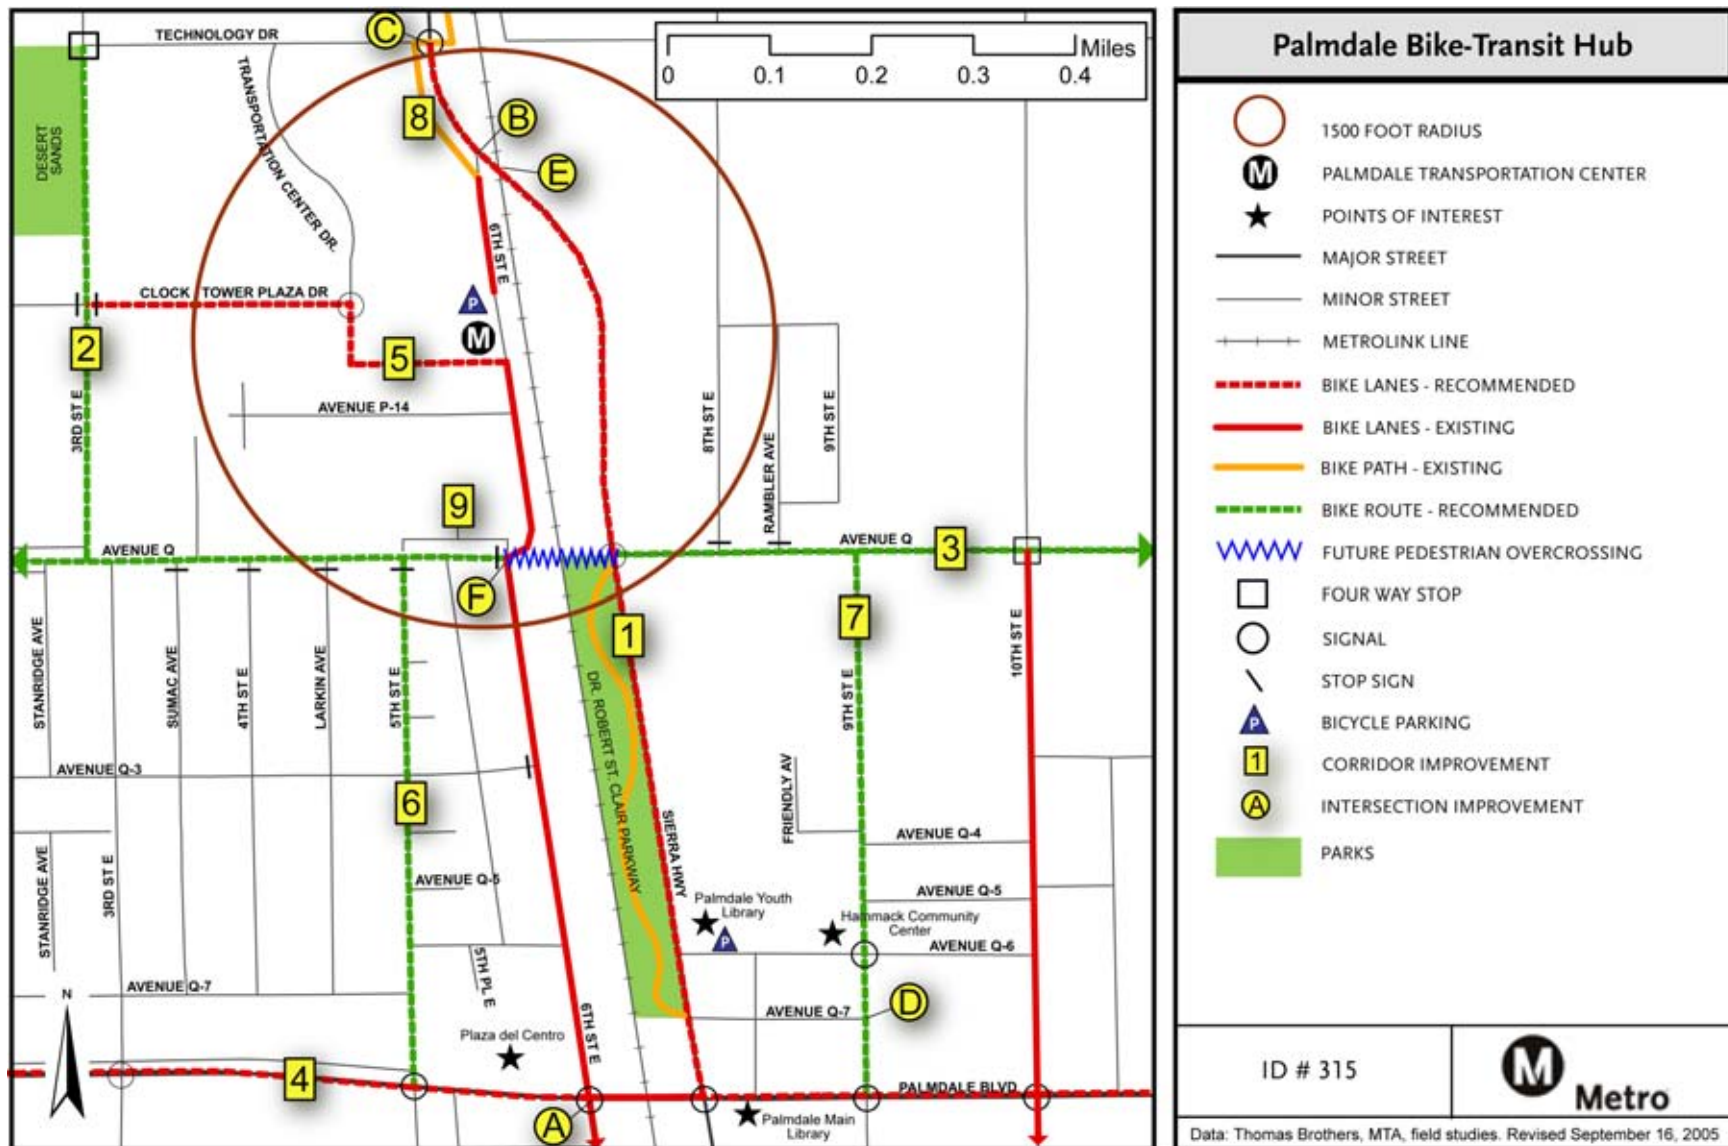 TECHNOLOGY DR
C
Miles
0 0.1 0.2 0.3 0.4
8
B
E
DESERT
SANDS
TRANSPORTATION CENTER DR.
6TH ST E
CLOCK TOWER PLAZA DR
P
M
2
5
3RD ST E
AVENUE P-14
8TH ST E
RAMBLER AVE
9TH ST E
9
AVENUE Q
AVENUE Q
3
F
1
7
STANRIDGE AVE
SUMAC AVE
4TH ST E
LARKIN AVE
5TH ST E
DR. ROBERT ST. CLAIR PARKWAY
9TH ST E
10TH ST E
AVENUE Q-3
6
FRIENDLY AV
SIERRA HWY
AVENUE Q-4
STANRIDGE AVE
3RD ST E
AVENUE Q-5
AVENUE Q-5
Palmdale Youth
Library
P
Hammack Community
Center
AVENUE Q-6
5TH PL E
N
AVENUE Q-7
AVENUE Q-7
D
Plaza del Centro
6TH ST E
4
PALMDALE BLVD
A
Palmdale Main
Library
Palmdale Bike-Transit Hub
1500 FOOT RADIUS
M PALMDALE TRANSPORTATION CENTER
POINTS OF INTEREST
MAJOR STREET
MINOR STREET
METROLINK LINE
BIKE LANES - RECOMMENDED
BIKE LANES - EXISTING
BIKE PATH - EXISTING
BIKE ROUTE - RECOMMENDED
FUTURE PEDESTRIAN OVERCROSSING
FOUR WAY STOP
SIGNAL
STOP SIGN
P BICYCLE PARKING
1 CORRIDOR IMPROVEMENT
A INTERSECTION IMPROVEMENT
PARKS
ID # 315
M Metro
Data: Thomas Brothers, MTA, field studies. Revised September 16, 2005